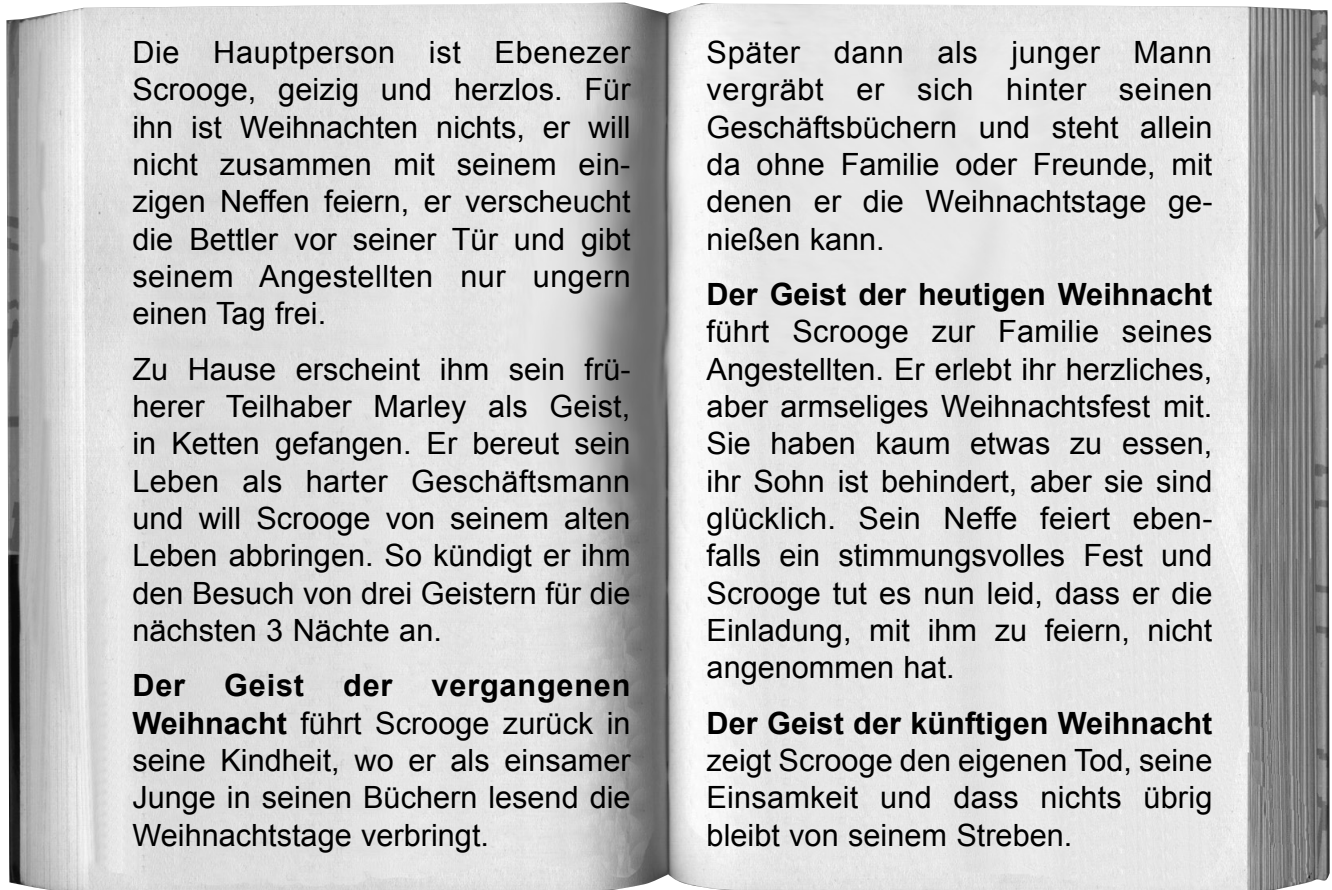 Die Hauptperson ist Ebenezer
Scrooge, geizig und herzlos. Für
ihn ist Weihnachten nichts, er will
nicht zusammen mit seinem ein-
zigen Neffen feiern, er verscheucht
die Bettler vor seiner Tür und gibt
seinem Angestellten nur ungern
einen Tag frei.
Zu Hause erscheint ihm sein frü-
herer Teilhaber Marley als Geist,
in Ketten gefangen. Er bereut sein
Leben als harter Geschäftsmann
und will Scrooge von seinem alten
Leben abbringen. So kündigt er ihm
den Besuch von drei Geistern für die
nächsten 3 Nächte an.
Der Geist der vergangenen
Weihnacht führt Scrooge zurück in
seine Kindheit, wo er als einsamer
Junge in seinen Büchern lesend die
Weihnachtstage verbringt.
Später dann als junger Mann
vergräbt er sich hinter seinen
Geschäftsbüchern und steht allein
da ohne Familie oder Freunde, mit
denen er die Weihnachtstage ge-
nießen kann.
Der Geist der heutigen Weihnacht
führt Scrooge zur Familie seines
Angestellten. Er erlebt ihr herzliches,
aber armseliges Weihnachtsfest mit.
Sie haben kaum etwas zu essen,
ihr Sohn ist behindert, aber sie sind
glücklich. Sein Neffe feiert eben-
falls ein stimmungsvolles Fest und
Scrooge tut es nun leid, dass er die
Einladung, mit ihm zu feiern, nicht
angenommen hat.
Der Geist der künftigen Weihnacht
zeigt Scrooge den eigenen Tod, seine
Einsamkeit und dass nichts übrig
bleibt von seinem Streben.